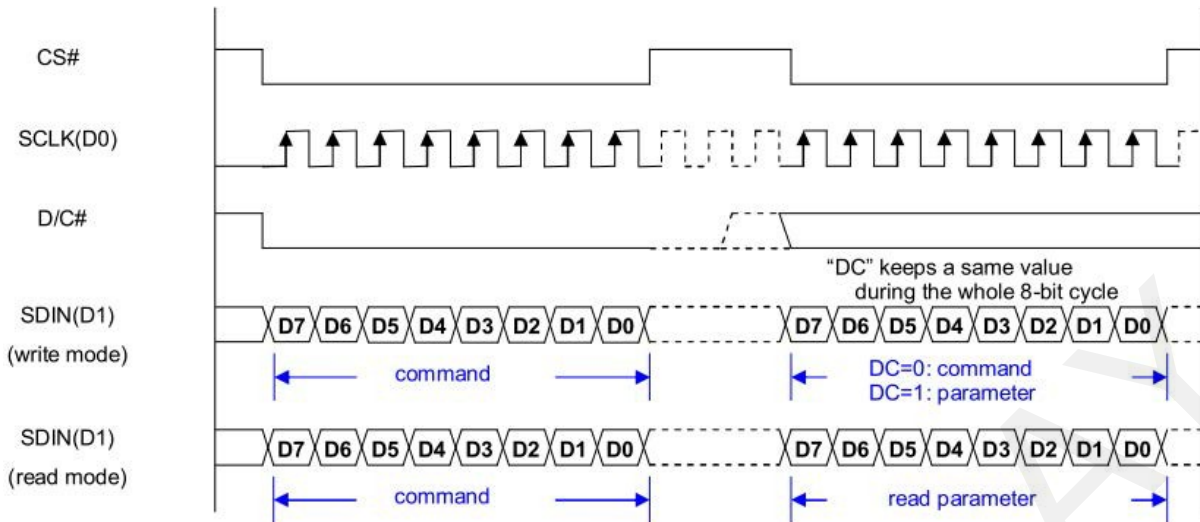 CS#
SCLK(D0)
D/C#
"DC" keeps a same value
during the whole 8-bit cycle
SDIN(D1)
(write mode)
D7 D6 D5 D4 D3 D2 D1 D0
D7 D6 D5 D4 D3 D2 D1 D0
command
DC=0: command
DC=1: parameter
SDIN(D1)
(read mode)
D7 D6 D5 D4 D3 D2 D1 D0
D7 D6 D5 D4 D3 D2 D1 D0
command
read parameter